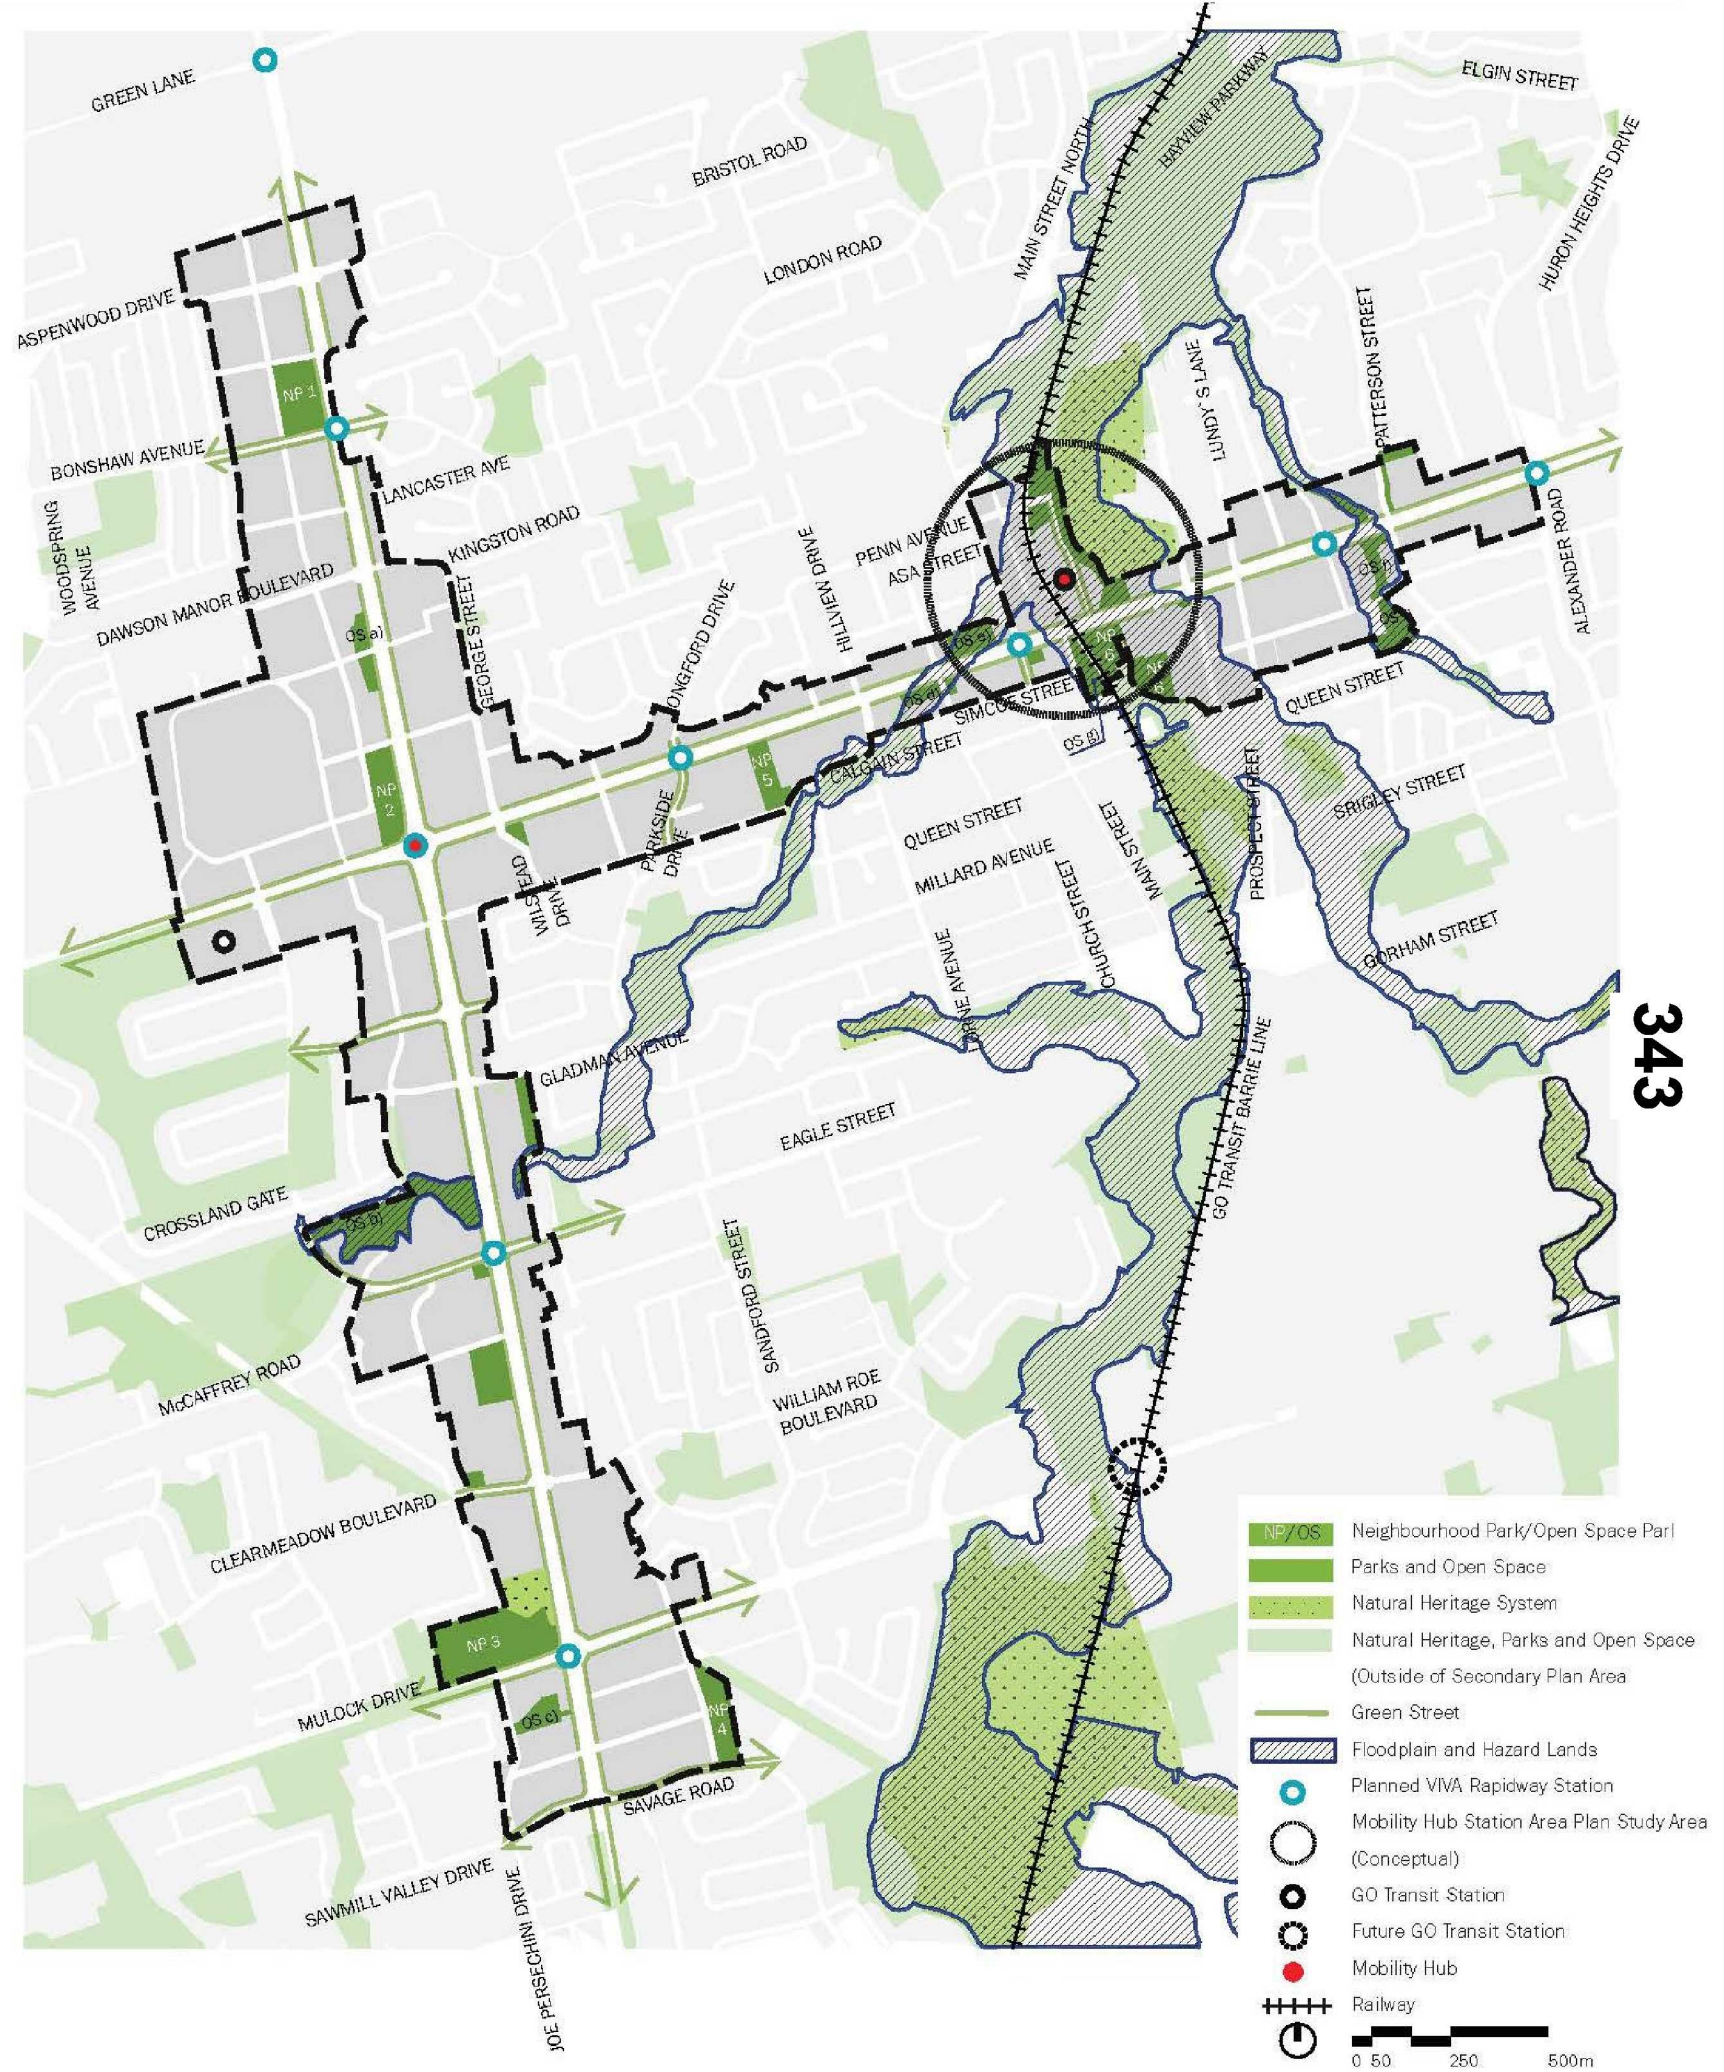 GREEN LANE
ELGIN STREET
BAYVIEW PARKWAY
BRISTOL ROAD
HURON HEIGHTS DRIVE
MAIN STREET NORTH
LONDON ROAD
ASPENWOOD DRIVE
PATTERSON STREET
LUNDY'S LANE
NP 1
BONSHAW AVENUE
LANCASTER AVE
KINGSTON ROAD
WOODSPRING
AVENUE
PENN AVENUE
ASA STREET
HILLVIEW DRIVE
ALEXANDER ROAD
DAWSON MANOR BOULEVARD
GEORGE STREET
LONGFORD DRIVE
OS a)
OS e)
OS f)
OS
NP
6
NP
6
OS d)
SIMCOE STREET
QUEEN STREET
OS g)
CALGAIN STREET
NP
5
NP
2
PARKSIDE
DRIVE
SRIGLEY STREET
QUEEN STREET
MILLARD AVENUE
MAIN STREET
PROSPECT STREET
CHURCH STREET
WILSTEAD
DRIVE
GORHAM STREET
LORNE AVENUE
343
GLADMAN AVENUE
GO TRANSIT BARRIE LINE
EAGLE STREET
CROSSLAND GATE
OS b)
SANDFORD STREET
McCAFFREY ROAD
WILLIAM ROE
BOULEVARD
CLEARMEADOW BOULEVARD
NP 3
MULOCK DRIVE
OS c)
NP
4
SAVAGE ROAD
SAWMILL VALLEY DRIVE
JOE PERSECHINI DRIVE
NP/OS Neighbourhood Park/Open Space Parl
Parks and Open Space
Natural Heritage System
Natural Heritage, Parks and Open Space
(Outside of Secondary Plan Area
Green Street
Floodplain and Hazard Lands
Planned VIVA Rapidway Station
Mobility Hub Station Area Plan Study Area
(Conceptual)
GO Transit Station
Future GO Transit Station
Mobility Hub
Railway
0 50 250 500m